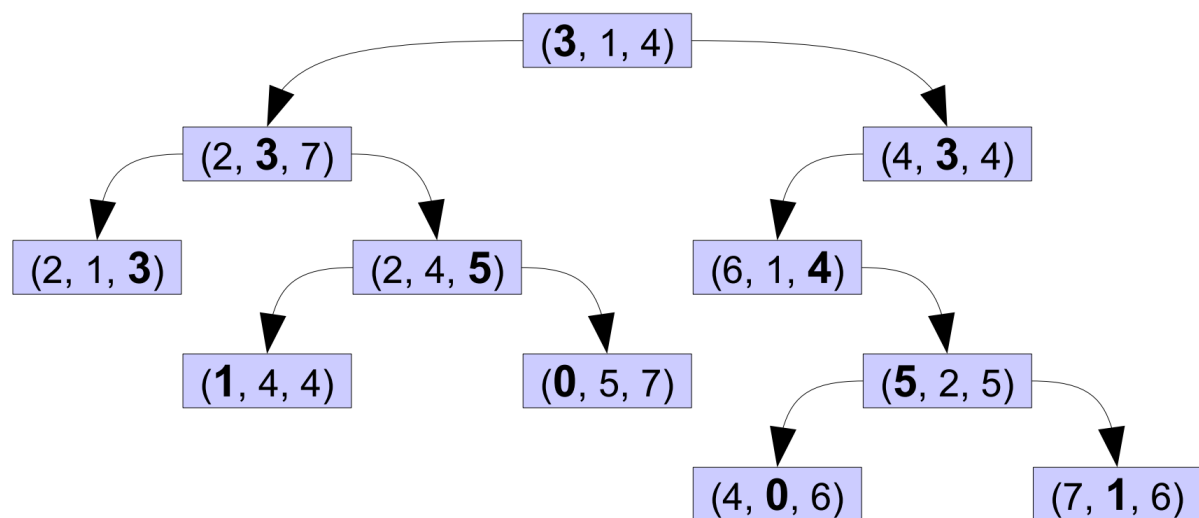 (3, 1, 4)
(2, 3, 7)
(4, 3, 4)
(2, 1, 3)
(2, 4, 5)
(6, 1, 4)
(1, 4, 4)
(0, 5, 7)
(5, 2, 5)
(4, 0, 6)
(7, 1, 6)